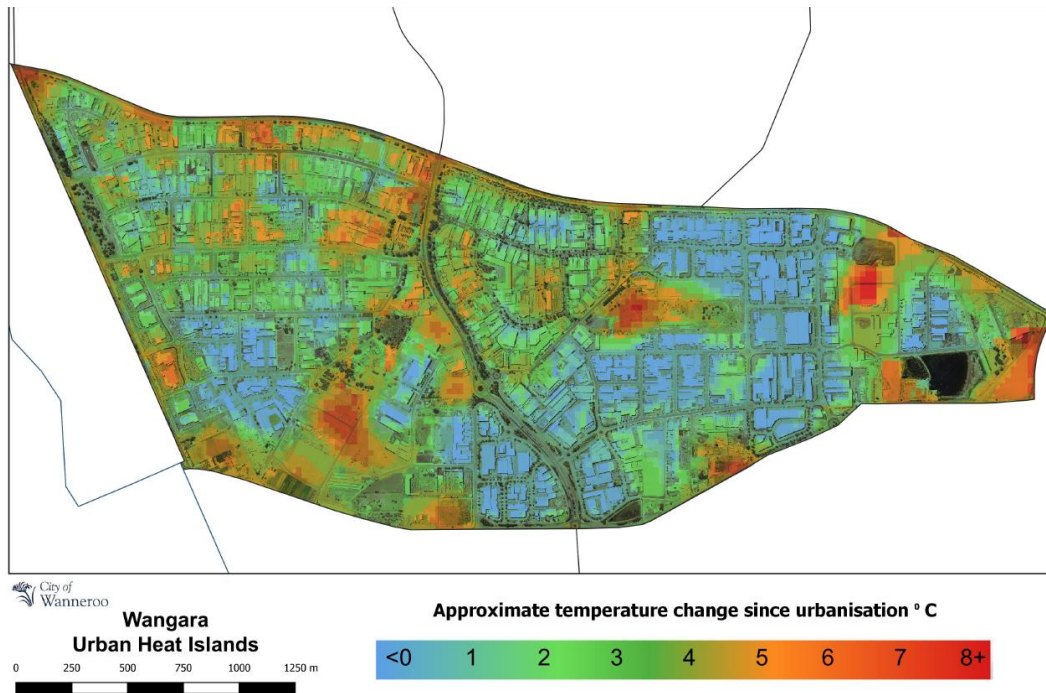 City of
Wanneroo
Wangara
Urban Heat Islands
0 250 500 750 1000 1250 m
Approximate temperature change since urbanisation ° C
<0 1 2 3 4 5 6 7 8+